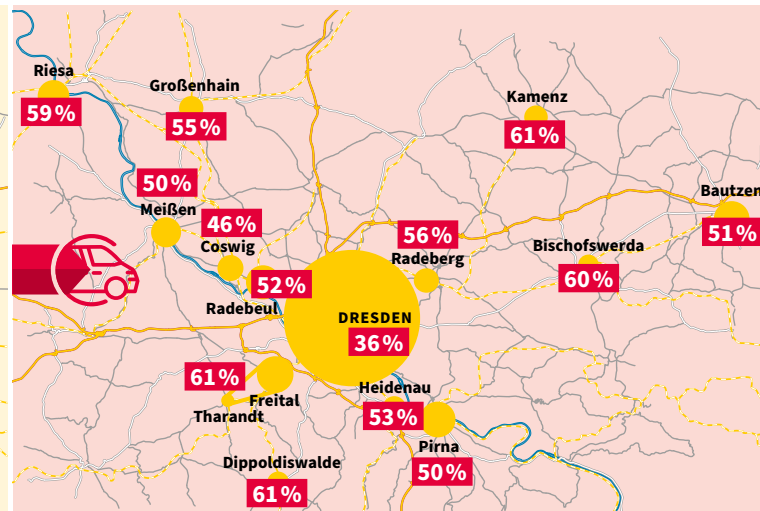 Riesa
59%
Großenhain
55%
Kamenz
61%
50%
Meißen
46%
Coswig
Bautzen
51%
56%
Radeberg
Bischofswerda
60%
52%
Radebeul
DRESDEN
36%
61%
Freital
Tharandt
Heidenau
53%
Pirna
50%
Dippoldiswalde
61%